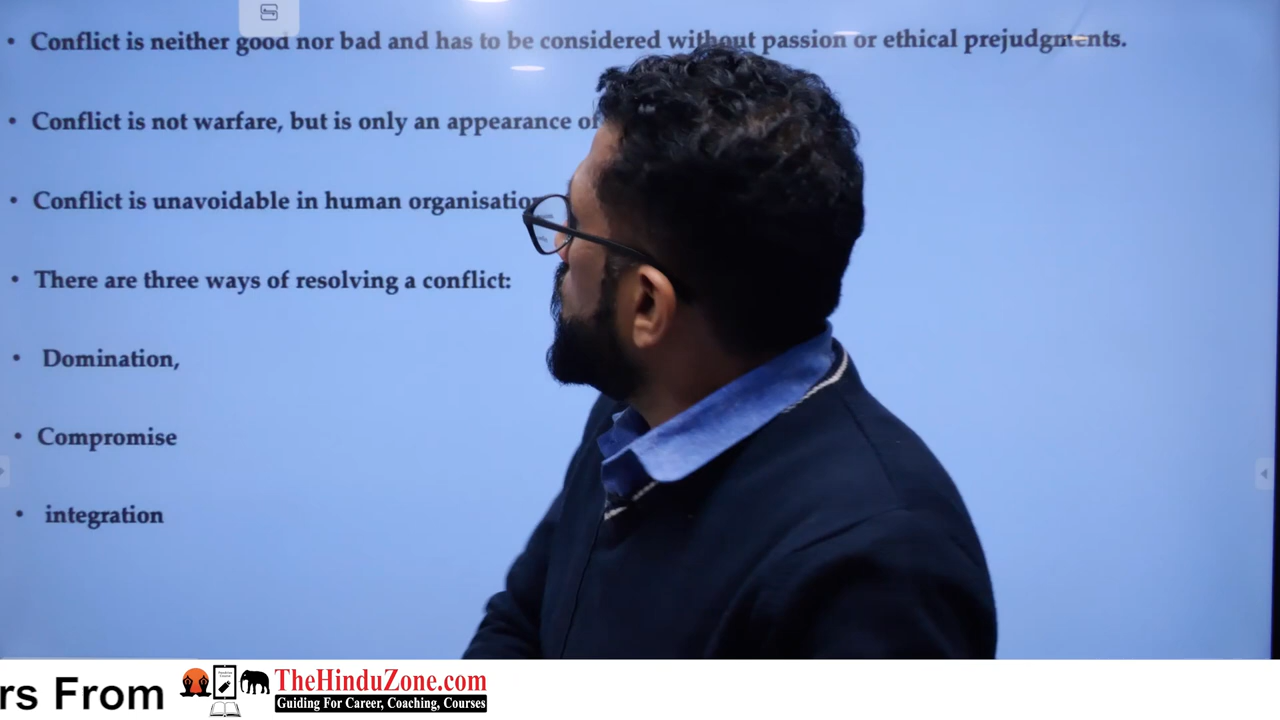 • Conflict is neither good nor bad and has to be considered without passion or ethical prejudgments.
• Conflict is not warfare, but is only an appearance of
• Conflict is unavoidable in human
• There are three ways of resolving a conflict:
• Domination,
• Compromise
• integration
rs From
TheHinduZone.com
Guiding For Career, Coaching, Courses